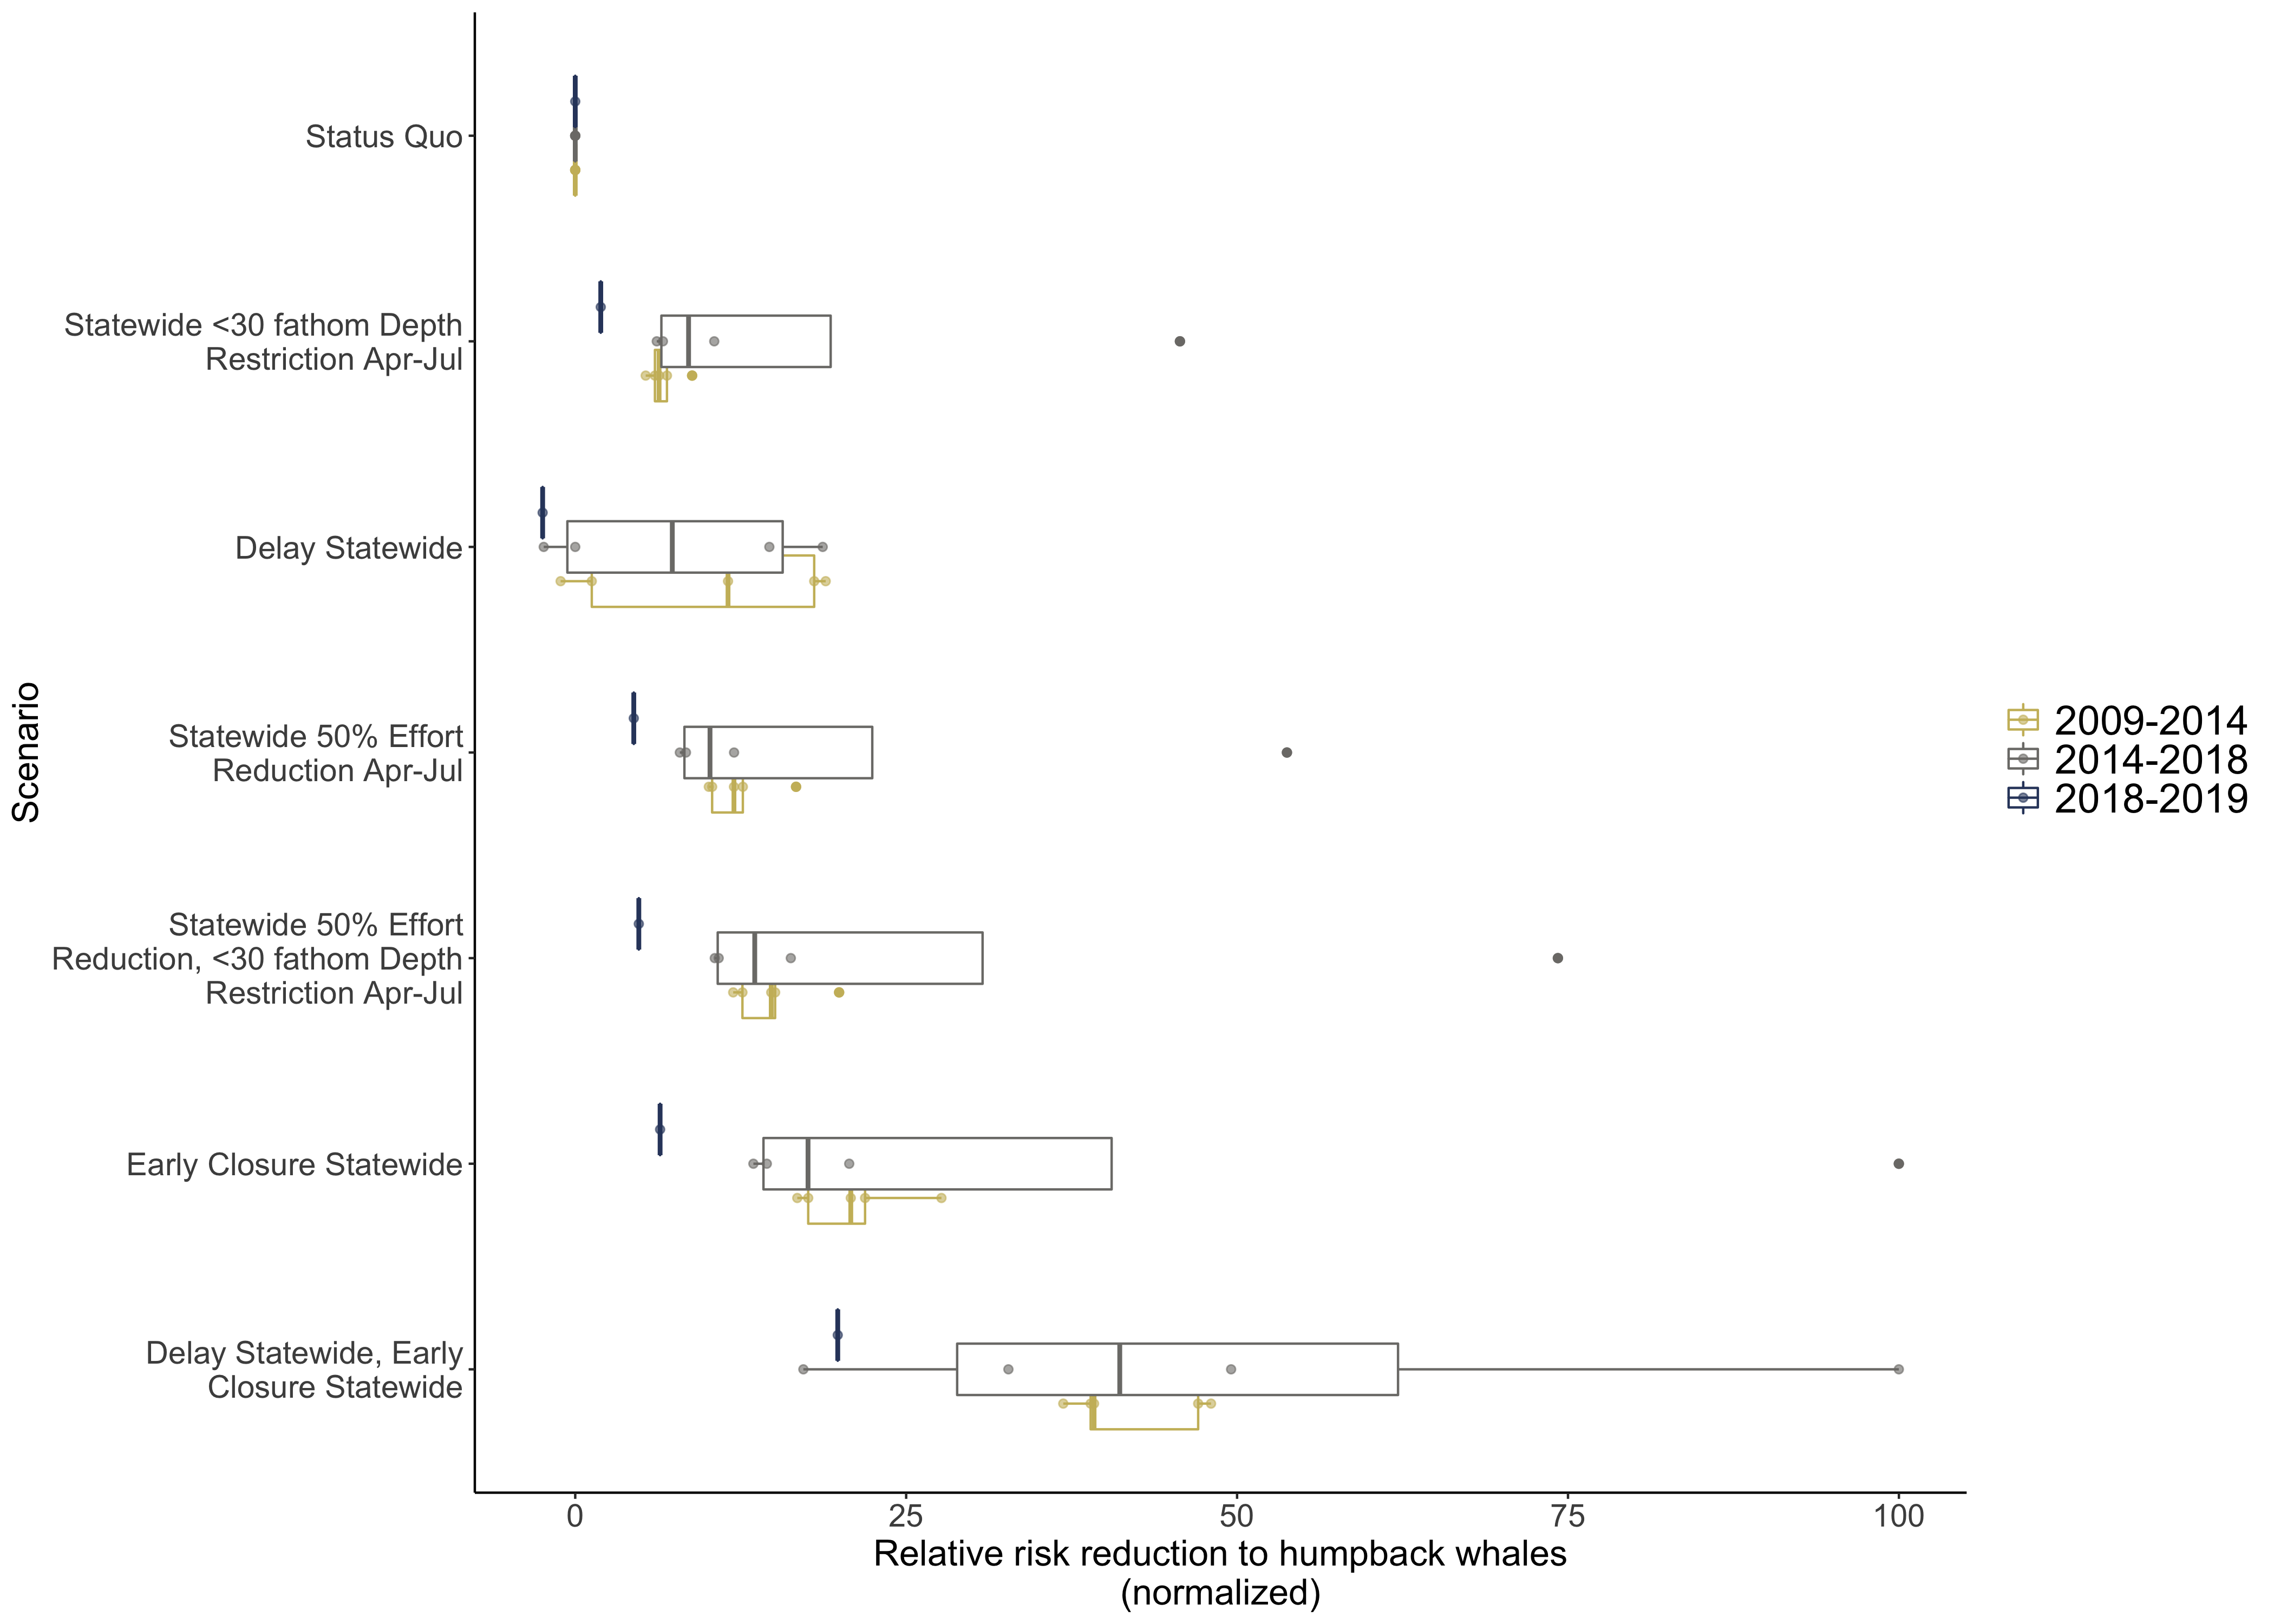 Scenario
Status Quo
Statewide <30 fathom Depth
Restriction Apr-Jul
Delay Statewide
Statewide 50% Effort
Reduction Apr-Jul
Statewide 50% Effort
Reduction, <30 fathom Depth
Restriction Apr-Jul
Early Closure Statewide
Delay Statewide, Early
Closure Statewide
0 25 50 75 100
Relative risk reduction to humpback whales
(normalized)
2009-2014
2014-2018
2018-2019